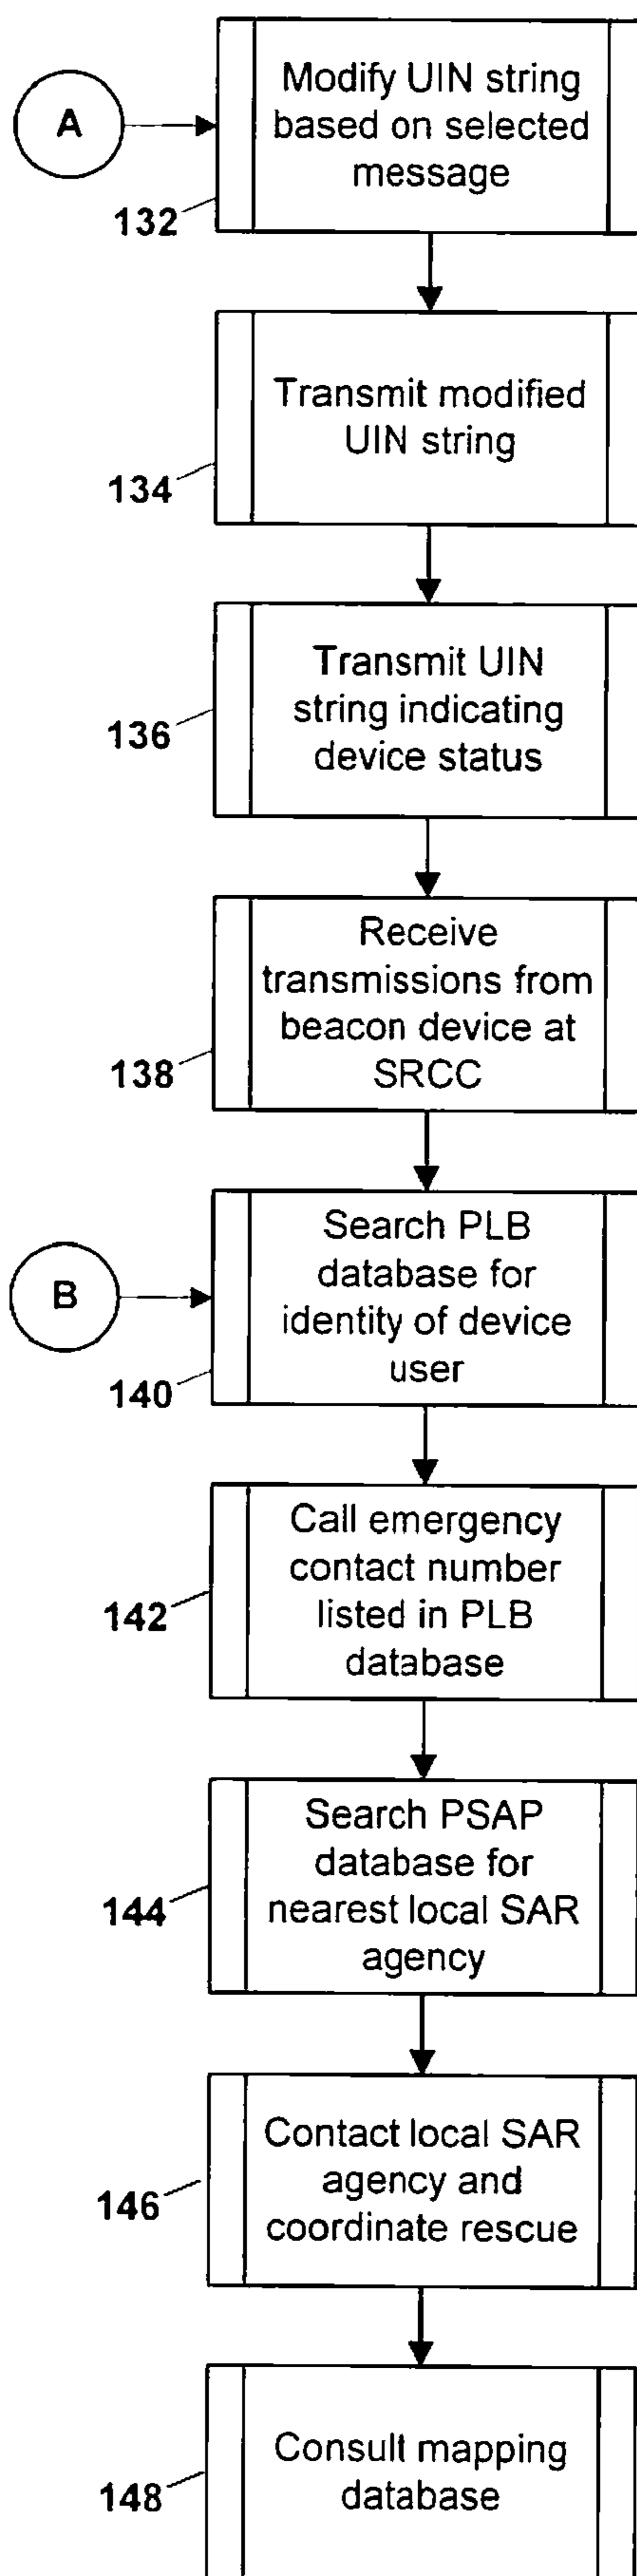 Modify UIN string
A
based on selected
message
132
Transmit modified
UIN string
134
Transmit UIN
string indicating
device status
136
Receive
transmissions from
beacon device at
SRCC
138
Search PLB
database for
B
identity of device
user
140
Call emergency
contact number
listed in PLB
database
142
Search PSAP
database for
nearest local SAR
agency
144
Contact local SAR
agency and
coordinate rescue
146
Consult mapping
database
148